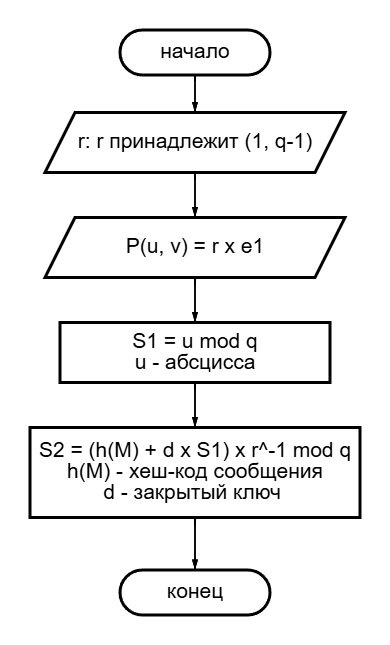 начало
r: r принадлежит (1, q-1)
P(u, v) = r x e1
S1 = u mod q
u - абсцисса
S2 = (h(M) + d x S1) x r^-1 mod q
h(M) - хеш-код сообщения
d - закрытый ключ
конец